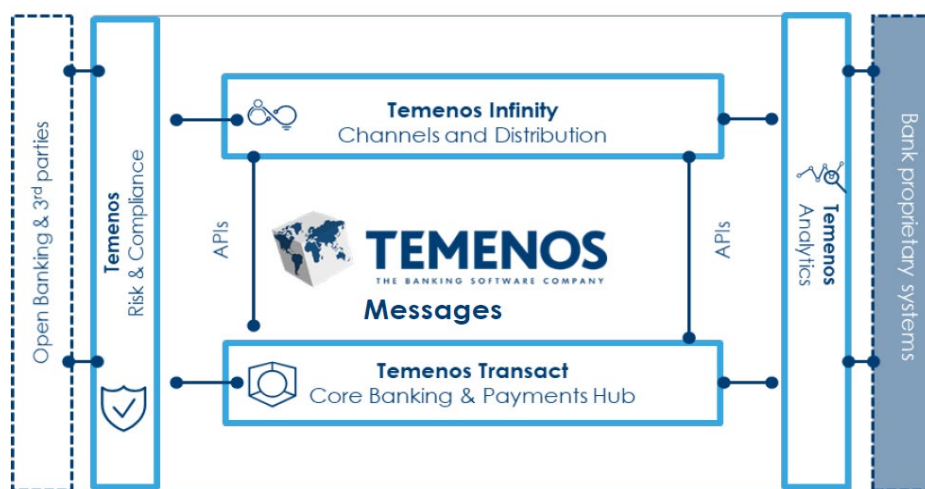 Open Banking & 3rd parties
Temenos
Risk & Compliance
Temenos Infinity
Channels and Distribution
APIs
TEMENOS
THE BANKING SOFTWARE COMPANY
Messages
APIs
Temenos Transact
Core Banking & Payments Hub
Temenos
Analytics
Bank proprietary systems